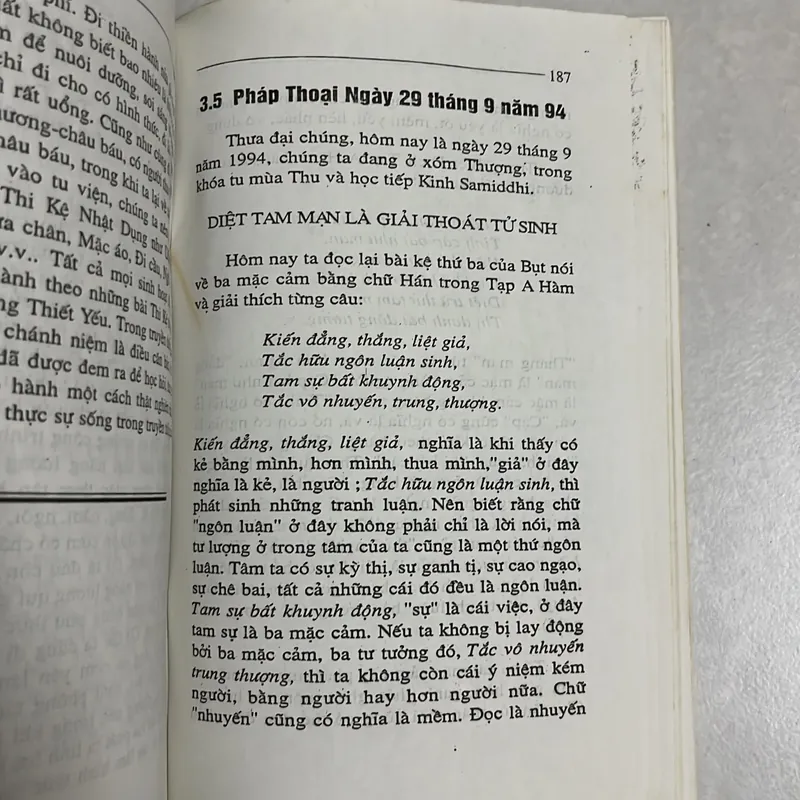 phí. Đi thiền hành
không biết bao nhiêu
để nuôi dưỡng, soi
chỉ đi cho có hình thức,
rất uổng. Cũng như
hương-châu báu, có người
châu báu, trong khi ta lại
vào tu viện, chúng ta
Thi Kệ Nhật Dụng như
chân, Mặc áo, Đi cầu,
v.v.. Tất cả mọi sinh
hành theo những bài Thi Kệ
Thiết Yếu. Trong truyền
chánh niệm là điều căn
đã được đem ra để học hỏi,
hành một cách thật nghiêm
thực sự sống trong truyền
187
3.5 Pháp Thoại Ngày 29 tháng 9 năm 94
Thưa đại chúng, hôm nay là ngày 29 tháng 9
năm 1994, chúng ta đang ở xóm Thượng, trong
khóa tu mùa Thu và học tiếp Kinh Samiddhi.
DIỆT TAM MẠN LÀ GIẢI THOÁT TỬ SINH
Hôm nay ta đọc lại bài kệ thứ ba của Bụt nói
về ba mặc cảm bằng chữ Hán trong Tạp A Hàm
và giải thích từng câu:
Kiến đẳng, thắng, liệt giả,
Tắc hữu ngôn luận sinh,
Tam sự bất khuynh động,
Tắc vô nhuyến, trung, thượng.
Kiến đẳng, thắng, liệt giả, nghĩa là khi thấy có
kẻ bằng mình, hơn mình, thua mình,"giả" ở đây
nghĩa là kẻ, là người ; Tắc hữu ngôn luận sinh, thì
phát sinh những tranh luận. Nên biết rằng chữ
"ngôn luận" ở đây không phải chỉ là lời nói, mà
tư lượng ở trong tâm của ta cũng là một thứ ngôn
luận. Tâm ta có sự kỳ thị, sự ganh tị, sự cao ngạo,
sự chê bai, tất cả những cái đó đều là ngôn luận.
Tam sự bất khuynh động, "sự" là cái việc, ở đây
tam sự là ba mặc cảm. Nếu ta không bị lay động
bởi ba mặc cảm, ba tư tưởng đó, Tắc vô nhuyến
trung thượng, thì ta không còn cái ý niệm kém
người, bằng người hay hơn người nữa. Chữ
"nhuyến" cũng có nghĩa là mềm. Đọc là nhuyến